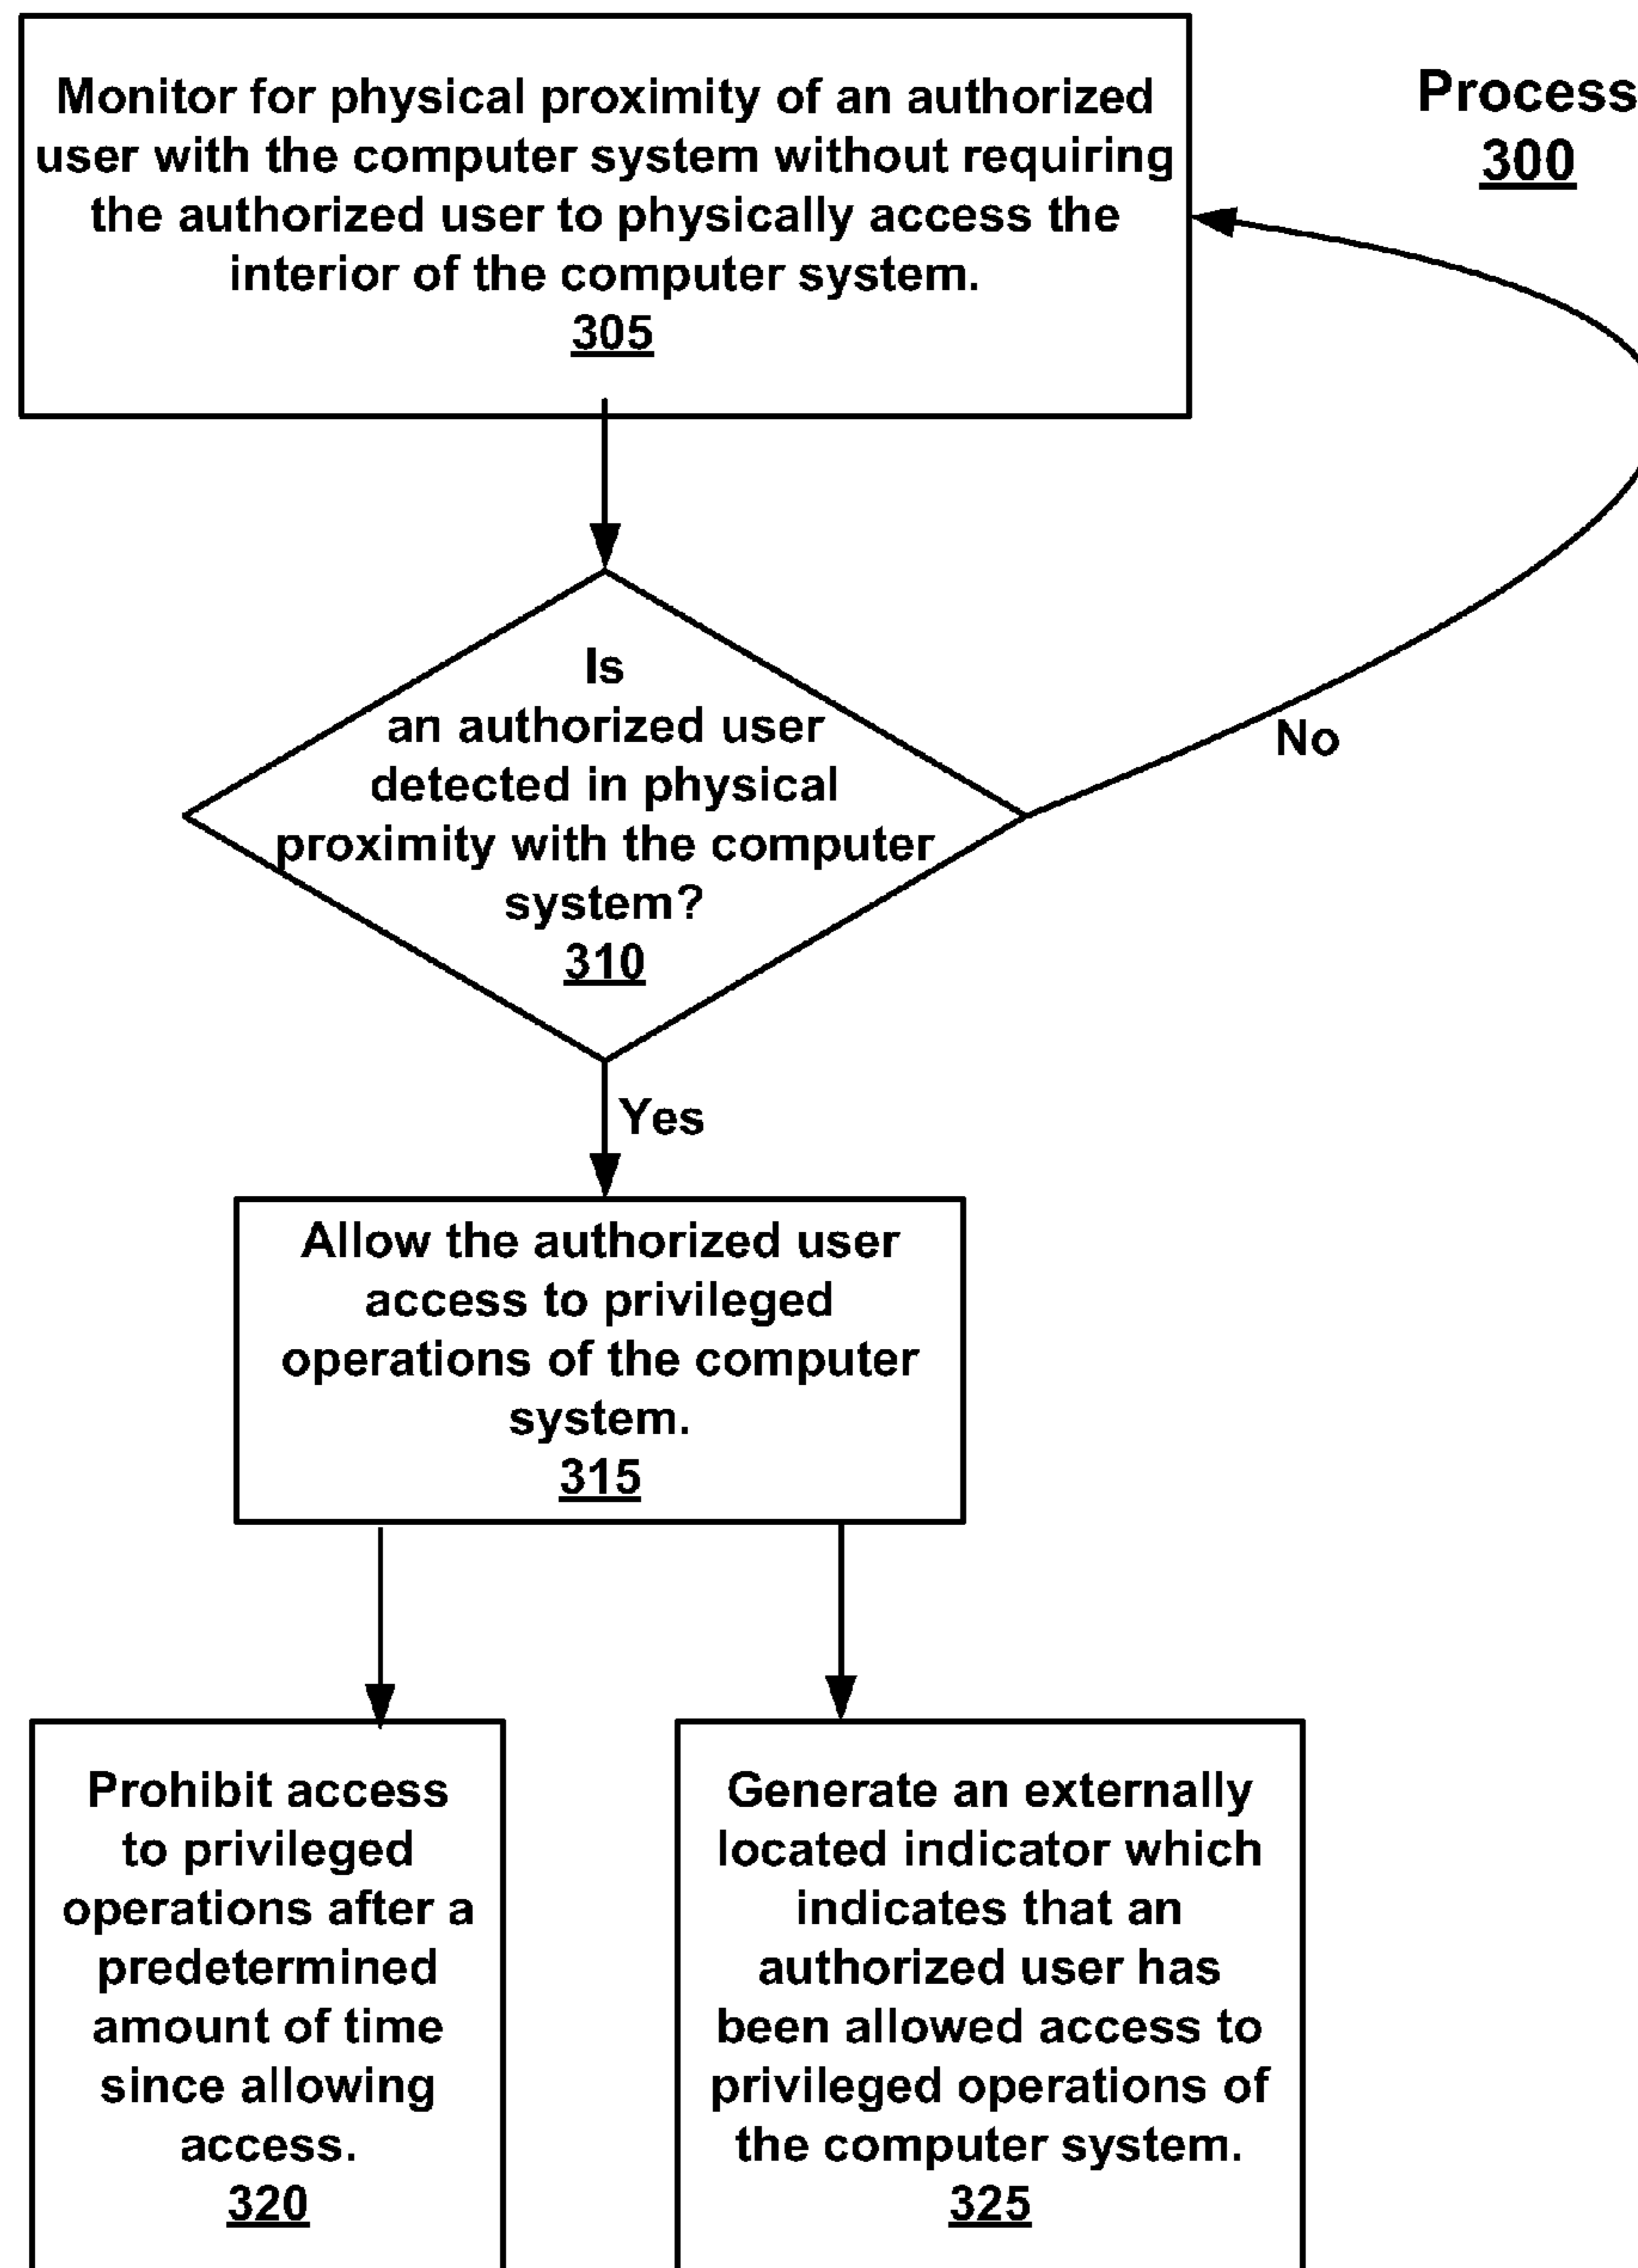 Process
300
Monitor for physical proximity of an authorized
user with the computer system without requiring
the authorized user to physically access the
interior of the computer system.
305
Is
an authorized user
detected in physical
proximity with the computer
system?
310
No
Yes
Allow the authorized user
access to privileged
operations of the computer
system.
315
Prohibit access
to privileged
operations after a
predetermined
amount of time
since allowing
access.
320
Generate an externally
located indicator which
indicates that an
authorized user has
been allowed access to
privileged operations of
the computer system.
325